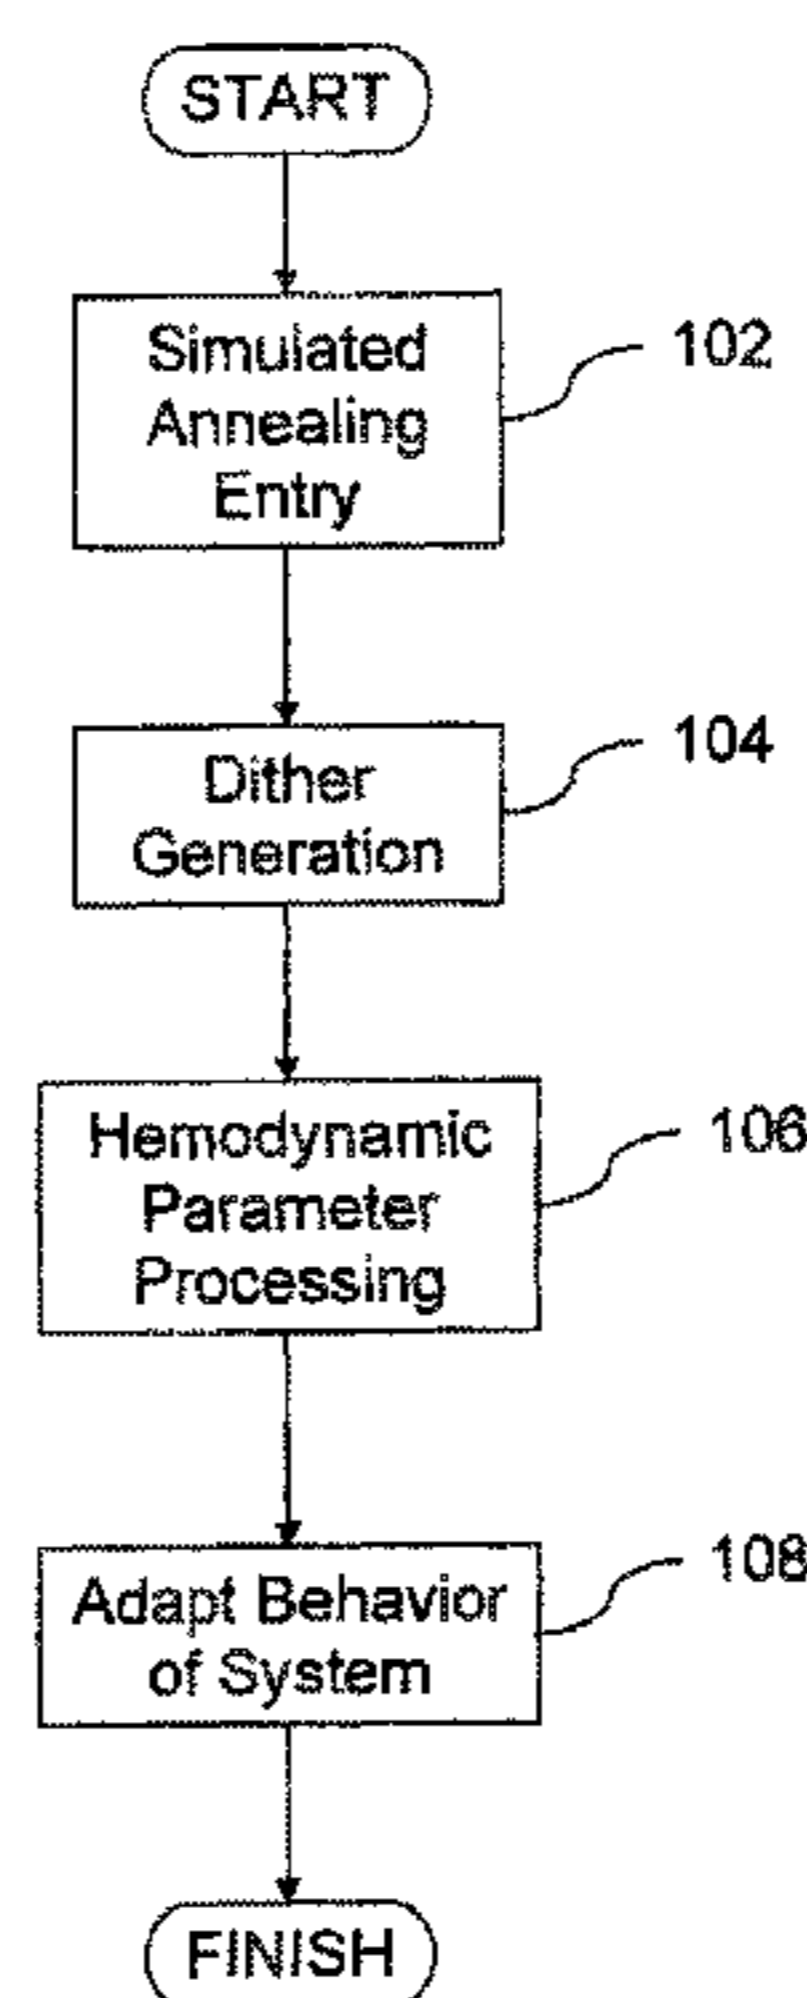 START
Simulated
Annealing
Entry
102
Dither
Generation
104
Hemodynamic
Parameter
Processing
106
Adapt Behavior
of System
108
FINISH